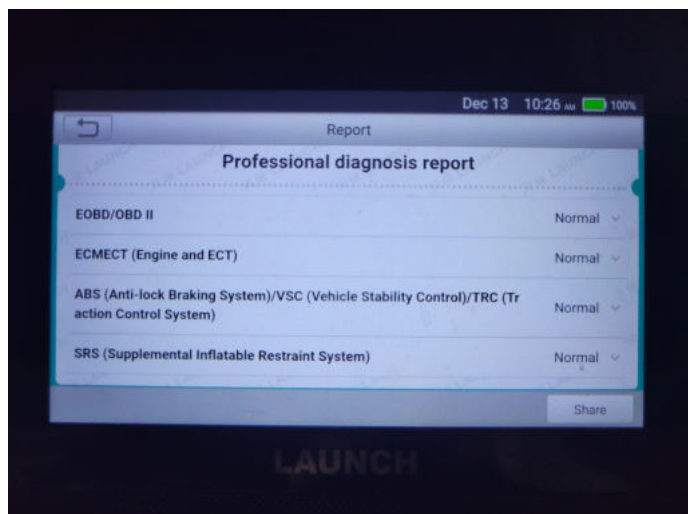 Dec 13 10:26 AM 100%
Report
Professional diagnosis report
EOBD/OBD II Normal
ECMECT (Engine and ECT) Normal
ABS (Anti-lock Braking System)/VSC (Vehicle Stability Control)/TRC (Tr
action Control System) Normal
SRS (Supplemental Inflatable Restraint System) Normal
Share
LAUNCH